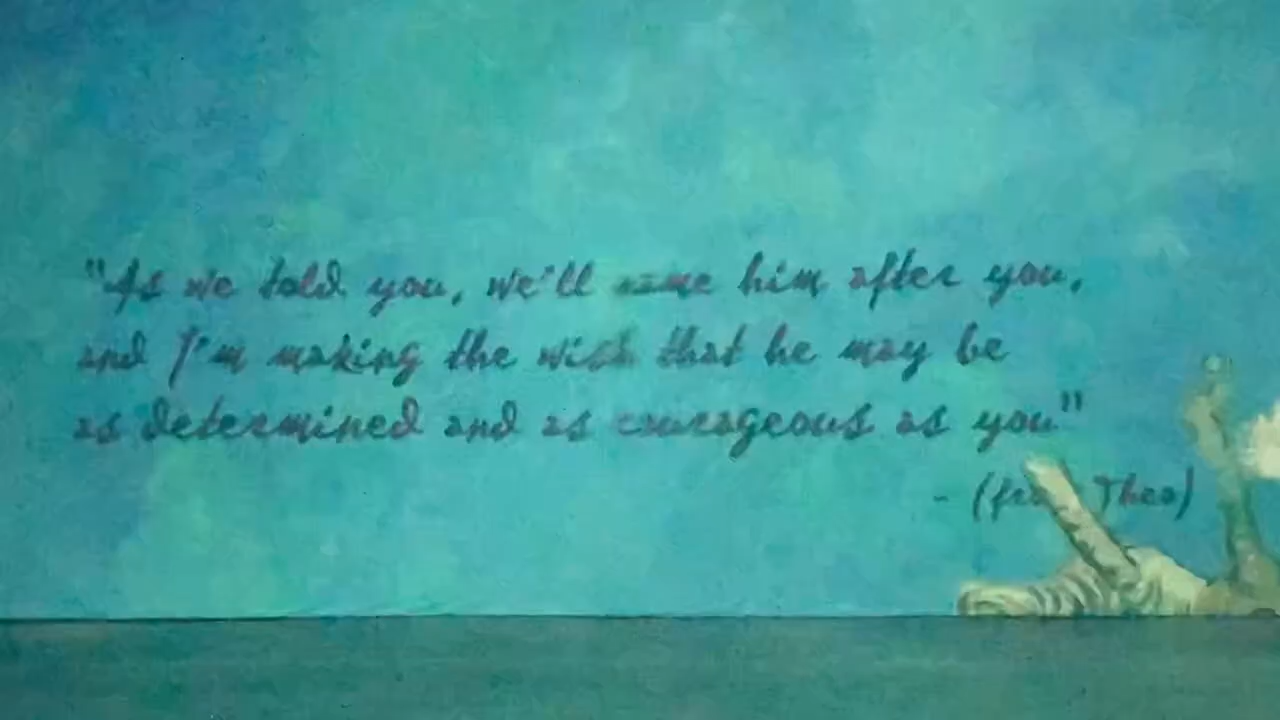 "As we told you, we'll name him after you,
and I'm making the wish that he may be
as determined and as courageous as you"
- (from Theo)